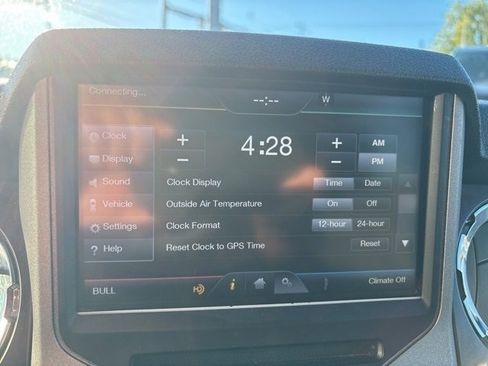 Connecting...
--:-- W
Clock + 4:28 + AM
Display − − PM
Sound Clock Display Time Date
Vehicle Outside Air Temperature On Off
Settings Clock Format 12-hour 24-hour
? Help Reset Clock to GPS Time Reset
BULL HD i Climate Off